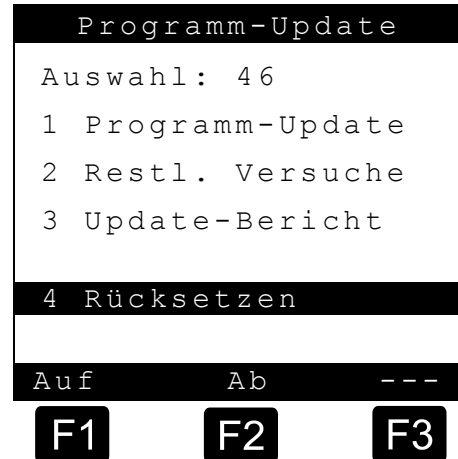 Programm-Update
Auswahl: 46
1 Programm-Update
2 Restl. Versuche
3 Update-Bericht
4 Rücksetzen
Auf Ab ---
F1 F2 F3